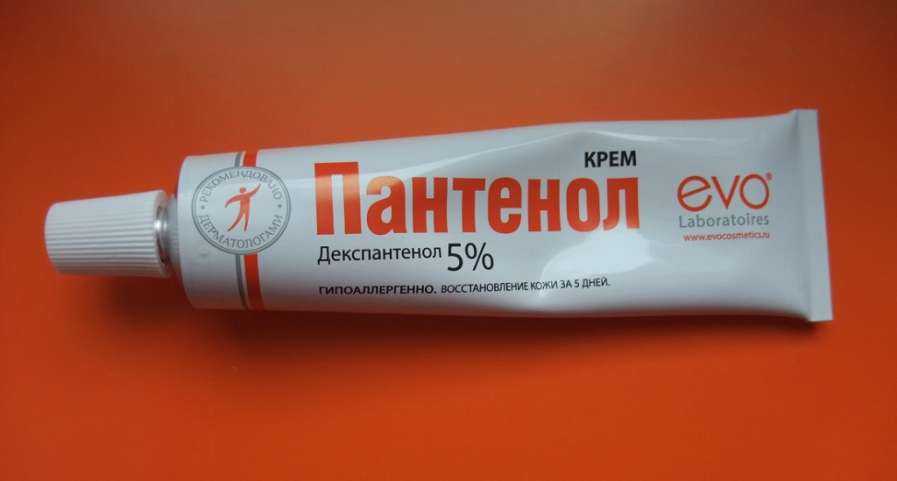 РЕКОМЕНДОВАНО
ДЕРМАТОЛОГАМИ
КРЕМ
Пантенол
Декспантенол 5%
ГИПОАЛЛЕРГЕННО. ВОССТАНОВЛЕНИЕ КОЖИ ЗА 5 ДНЕЙ.
evo®
Laboratoires
www.evocosmetics.ru